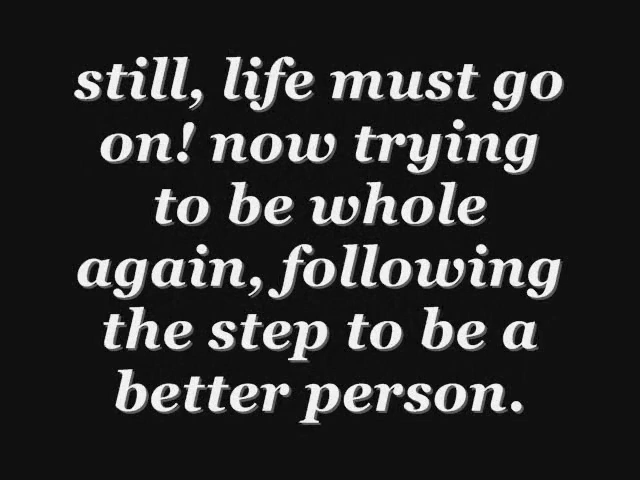 still, life must go
on! now trying
to be whole
again, following
the step to be a
better person.